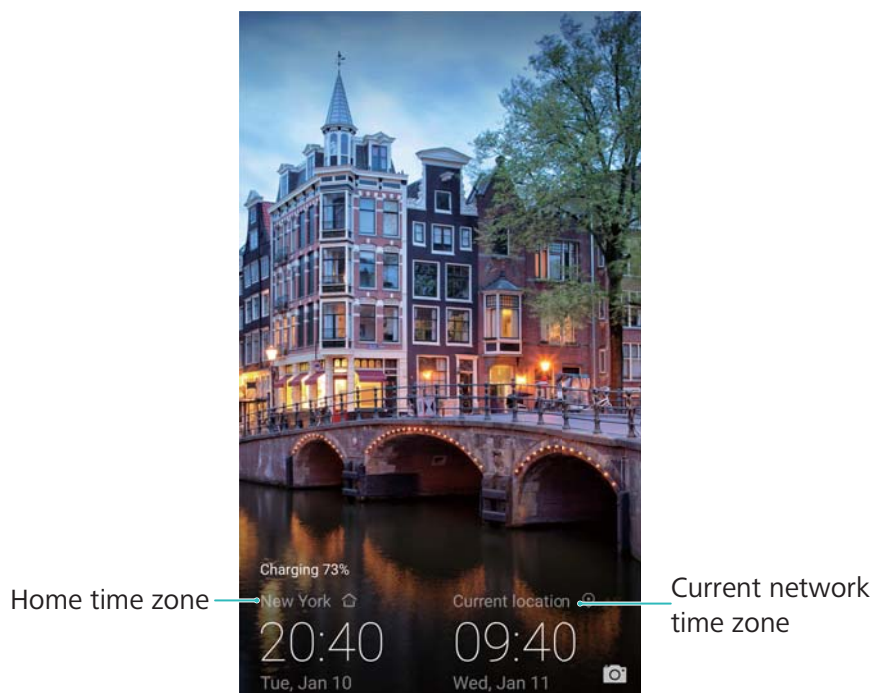 Charging 73%
Home time zone
New York
Current location
Current network
time zone
20:40
09:40
Tue, Jan 10
Wed, Jan 11